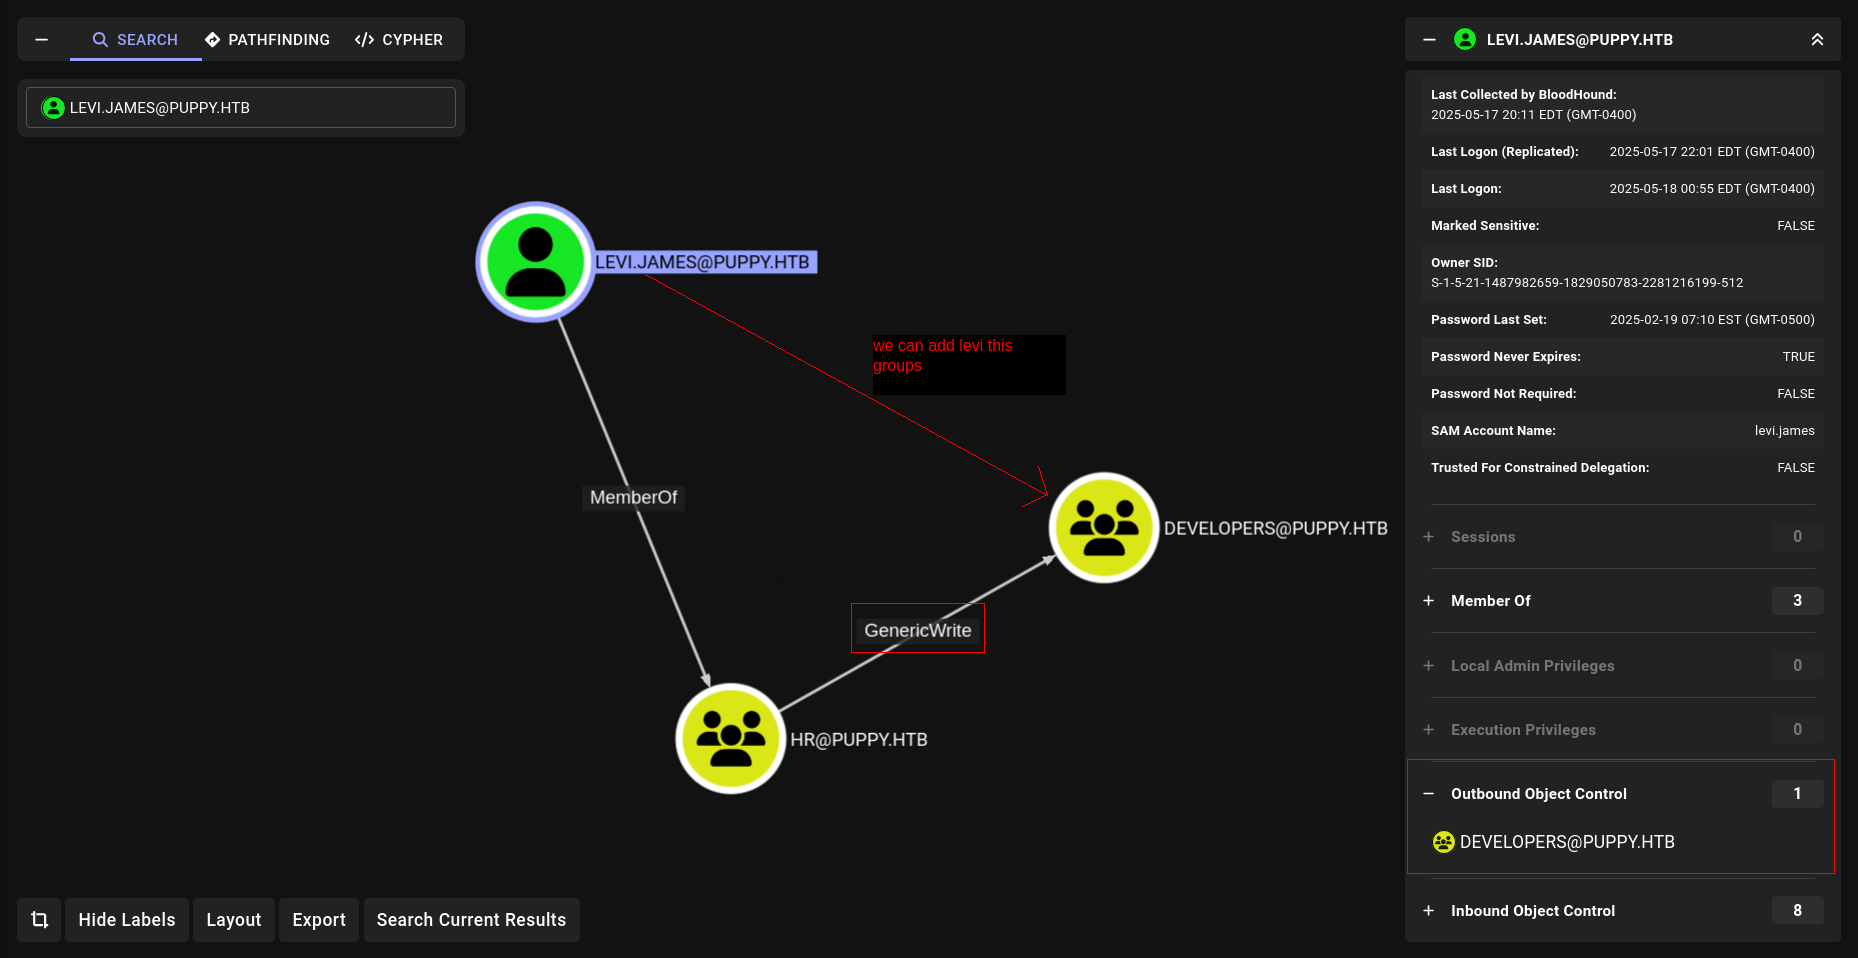 SEARCH
PATHFINDING
CYPHER
LEVI.JAMES@PUPPY.HTB
LEVI.JAMES@PUPPY.HTB
we can add levi this
groups
MemberOf
DEVELOPERS@PUPPY.HTB
GenericWrite
HR@PUPPY.HTB
Hide Labels
Layout
Export
Search Current Results
LEVI.JAMES@PUPPY.HTB
Last Collected by BloodHound:
2025-05-17 20:11 EDT (GMT-0400)
Last Logon (Replicated): 2025-05-17 22:01 EDT (GMT-0400)
Last Logon: 2025-05-18 00:55 EDT (GMT-0400)
Marked Sensitive: FALSE
Owner SID:
S-1-5-21-1487982659-1829050783-2281216199-512
Password Last Set: 2025-02-19 07:10 EST (GMT-0500)
Password Never Expires: TRUE
Password Not Required: FALSE
SAM Account Name: levi.james
Trusted For Constrained Delegation: FALSE
Sessions 0
Member Of 3
Local Admin Privileges 0
Execution Privileges 0
Outbound Object Control 1
DEVELOPERS@PUPPY.HTB
Inbound Object Control 8